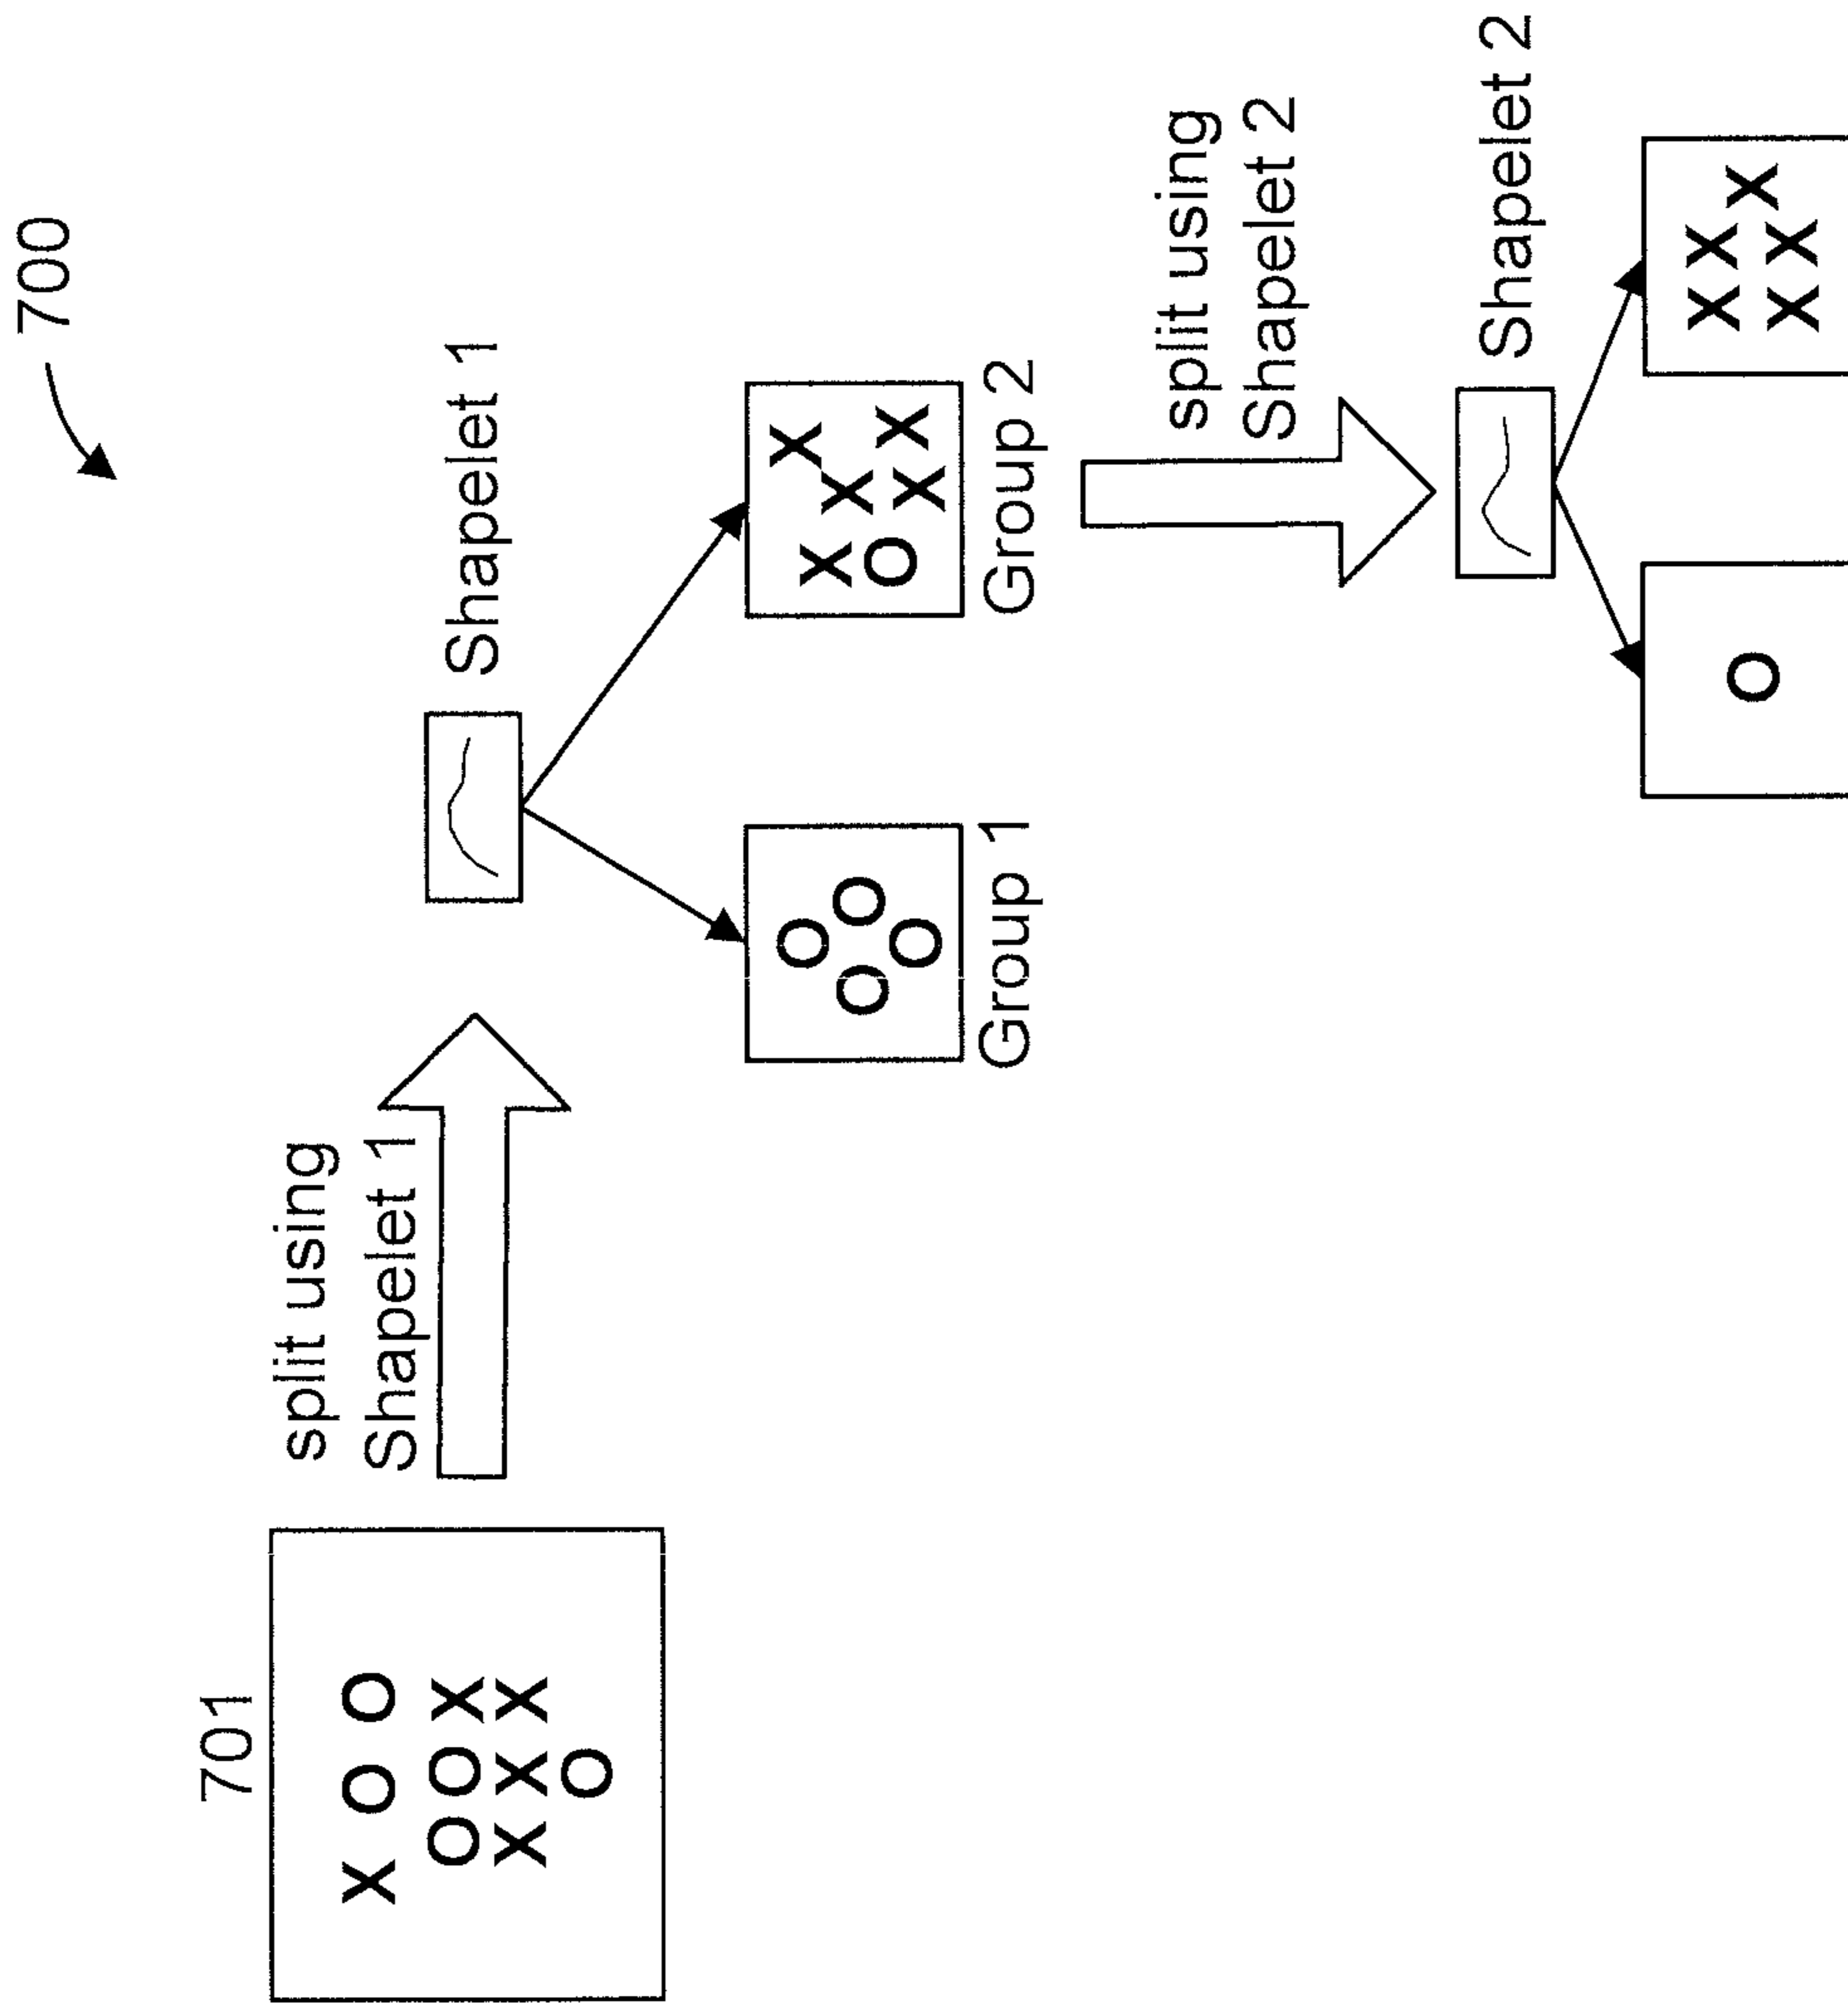 700
701
X O O
O O X
X X X
O
split using
Shapelet 1
Shapelet 1
O
O O
O
Group 1
X
X X
O X X
Group 2
split using
Shapelet 2
Shapelet 2
O
X X
X
X X